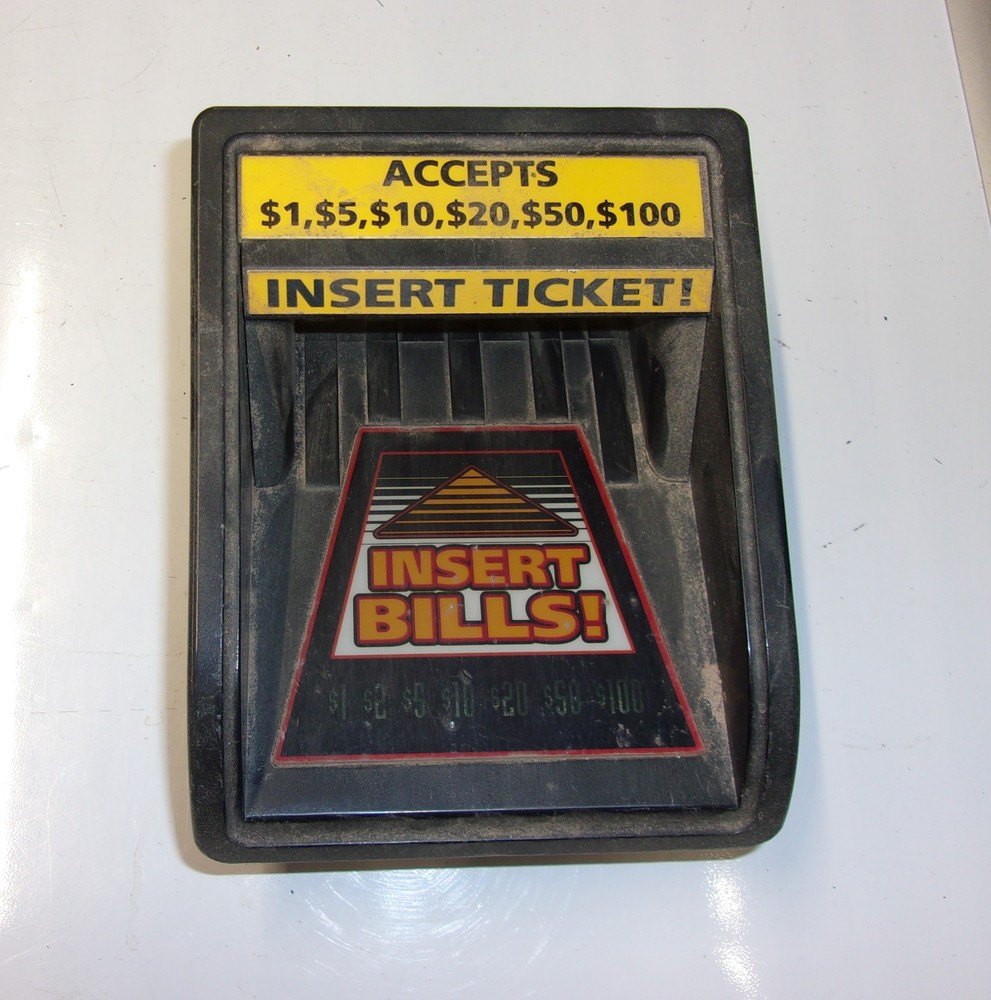 ACCEPTS
$1,$5,$10,$20,$50,$100
INSERT TICKET!
INSERT
BILLS!
$1 $2 $5 $10 $20 $50 $100